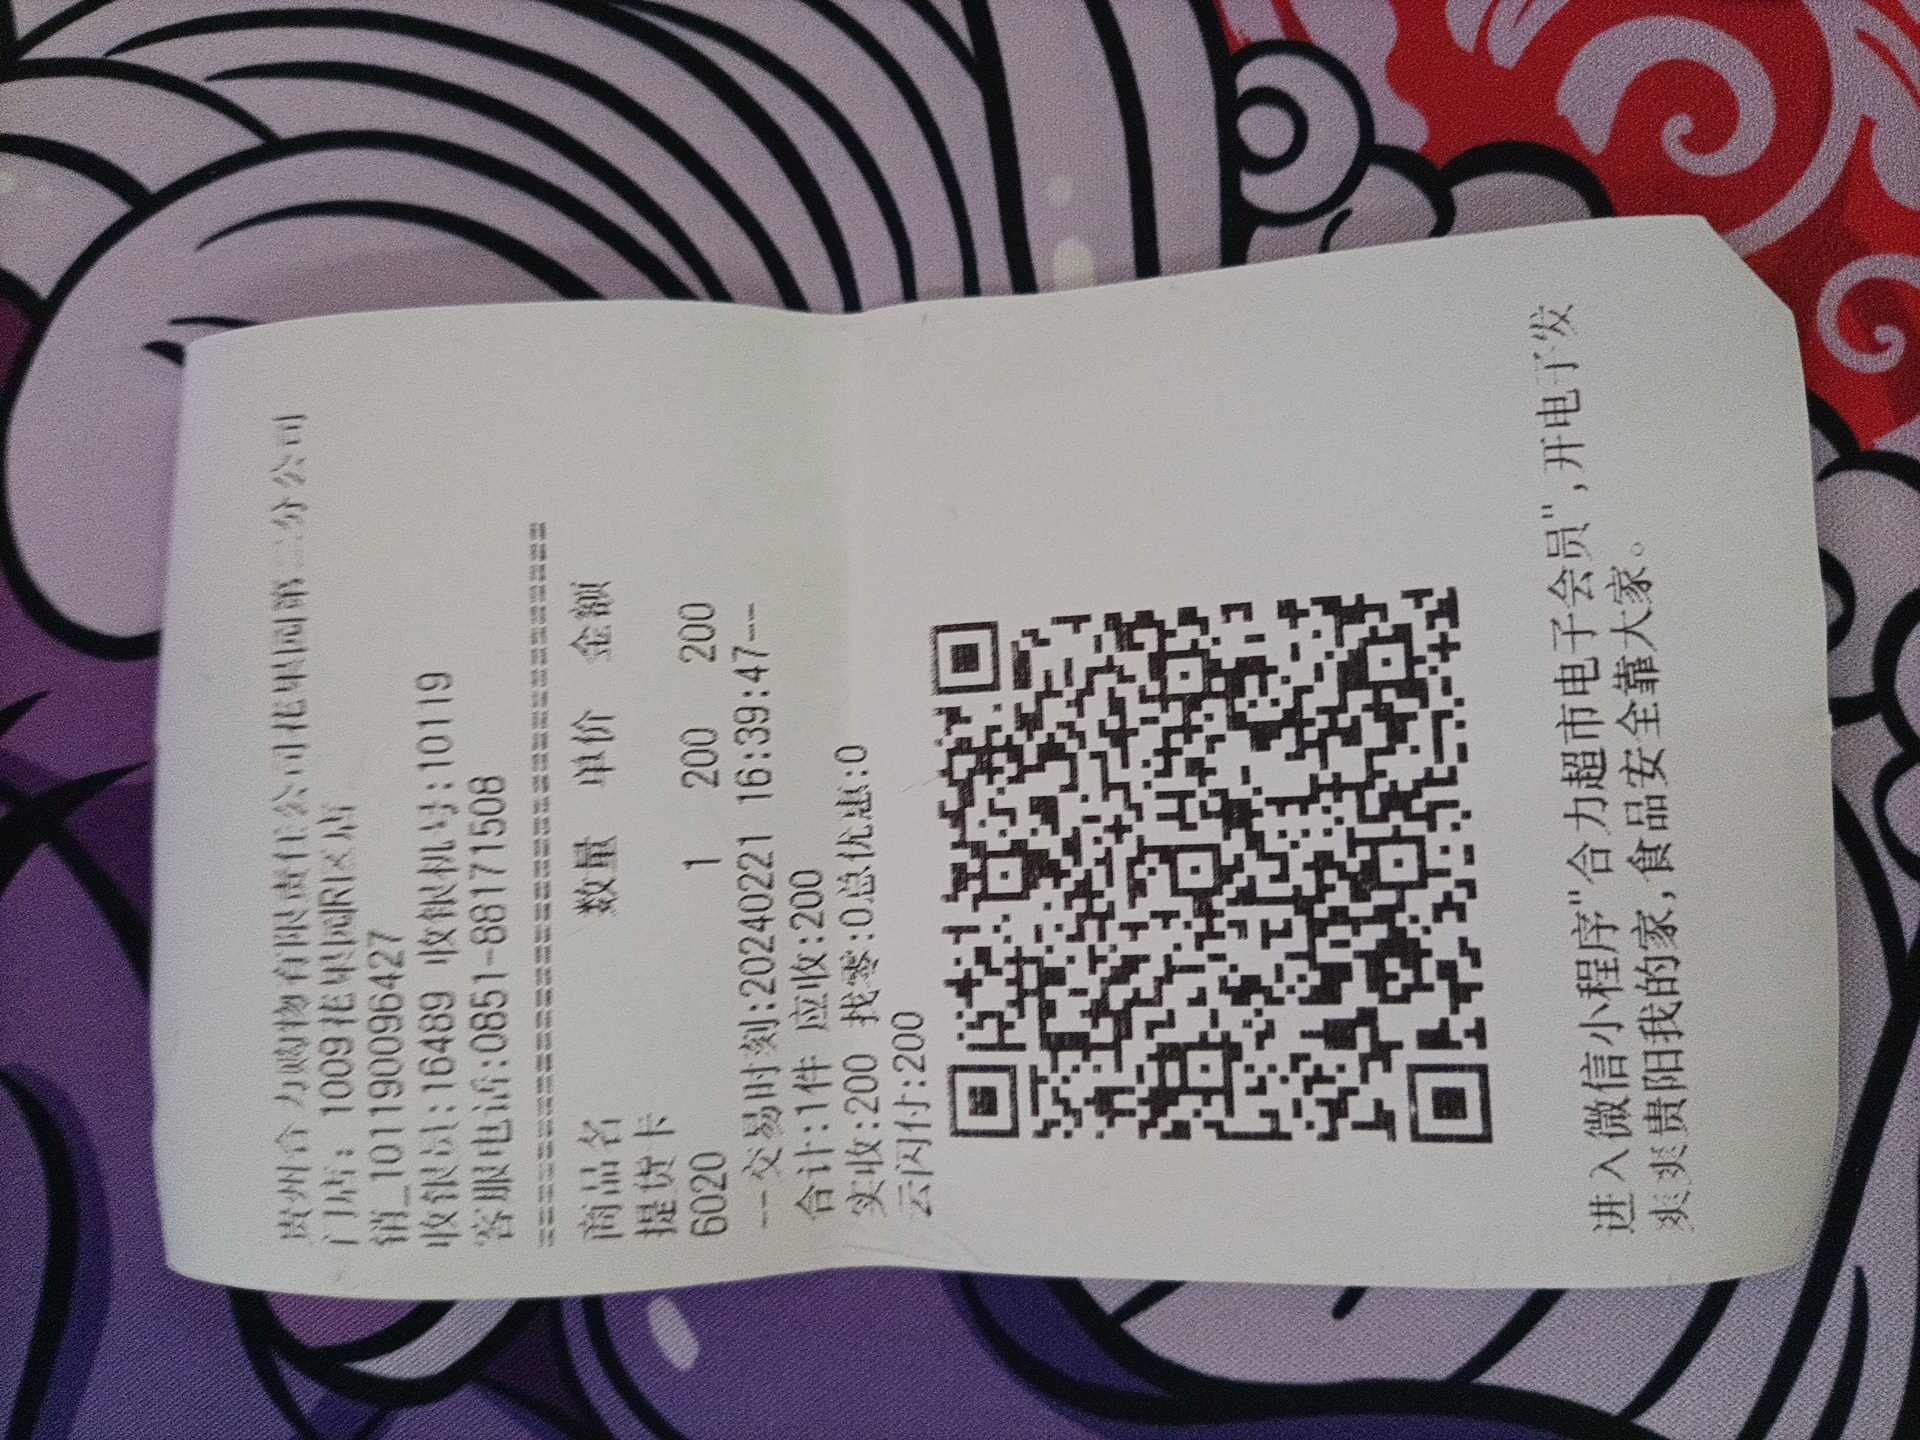 贵州合力购物有限责任公司花果园第二分公司
门店: 1009花果园R1区店
销_1011900096427
收银员:16489 收银机号:10119
客服电话:0851-88171508
========================================
商品名 数量 单价 金额
提货卡
6020 1 200 200
--交易时刻:20240221 16:39:47--
合计:1件 应收:200
实收:200 找零:0总优惠:0
云闪付:200
进入微信小程序"合力超市电子会员",开电子发
爽爽贵阳我的家,食品安全靠大家。